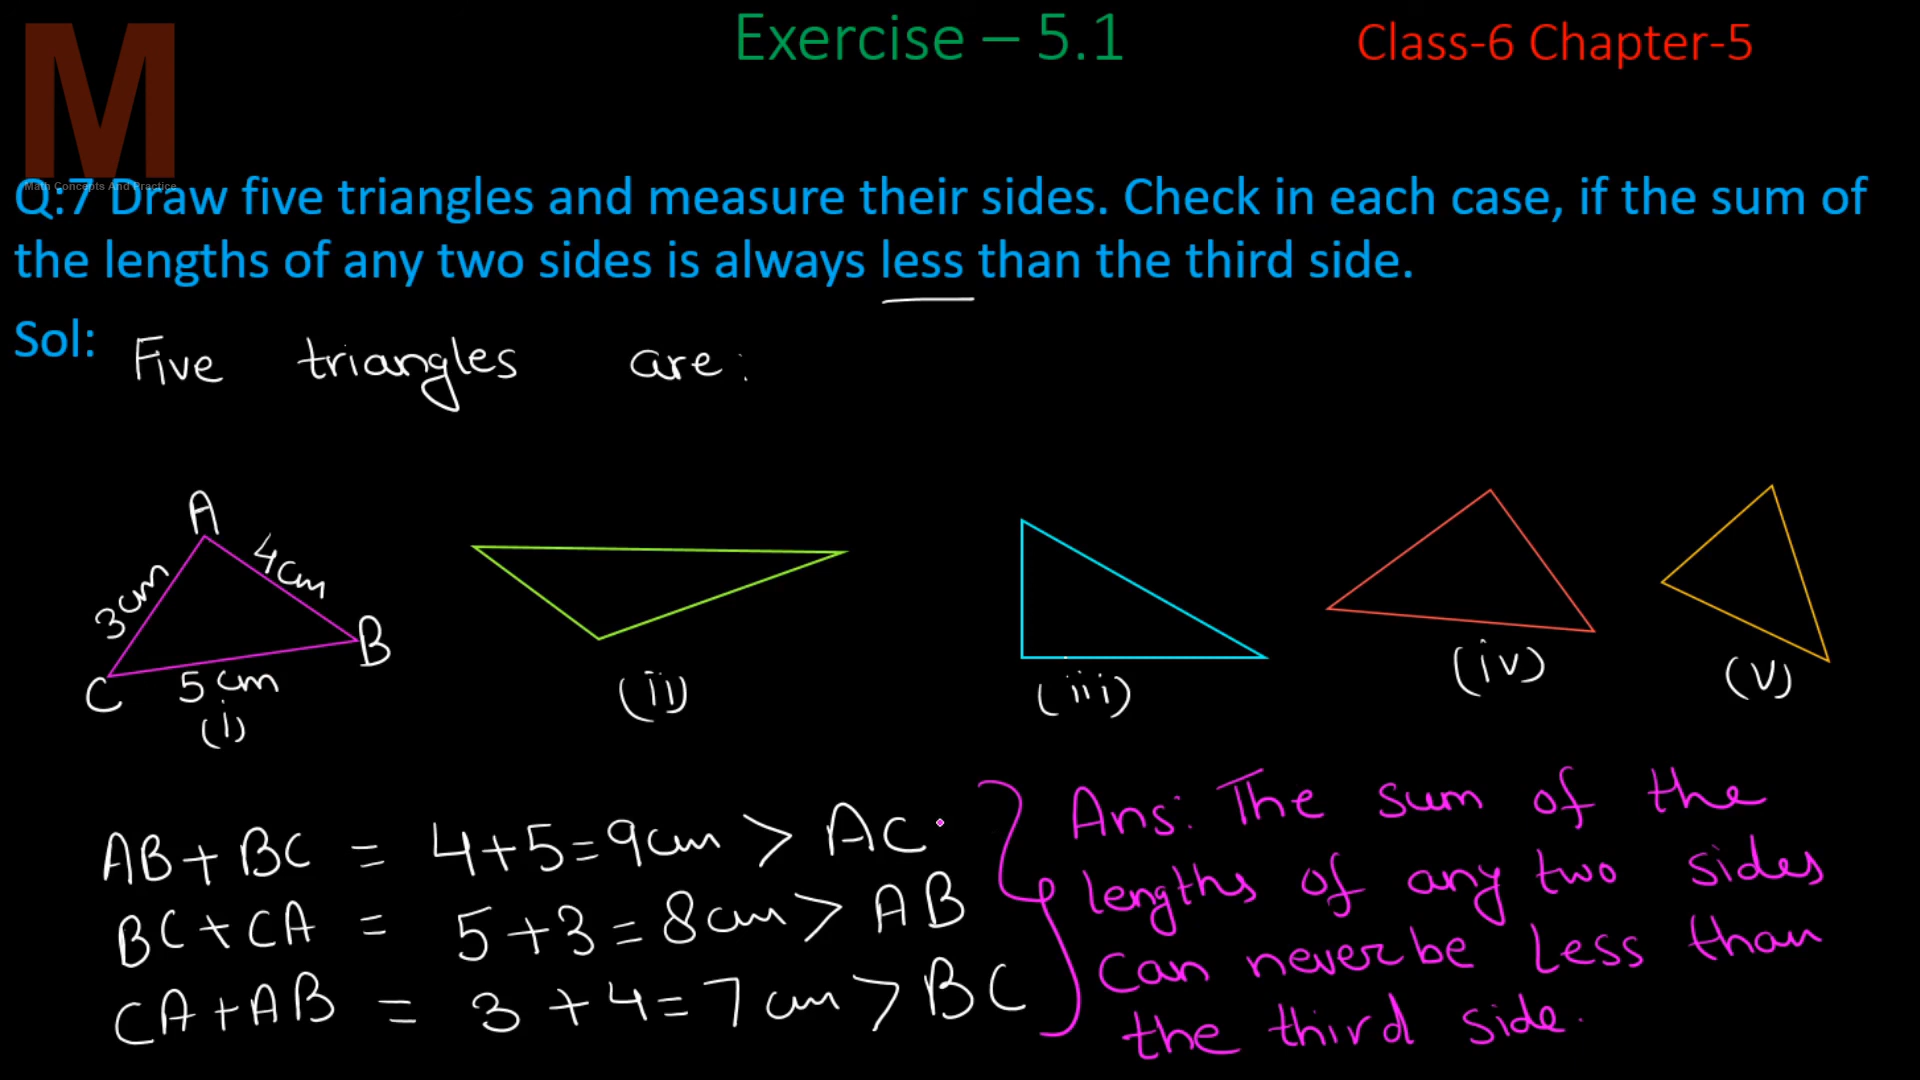 Exercise – 5.1
Class-6 Chapter-5
M
Math Concepts And Practice
Q:7 Draw five triangles and measure their sides. Check in each case, if the sum of
the lengths of any two sides is always less than the third side.
Sol:
Five triangles are:
A
3cm
4cm
B
C
5cm
(i)
(ii)
(iii)
(iv)
(v)
AB+BC = 4+5=9cm > AC
BC+CA = 5+3=8cm > AB
CA+AB = 3+4=7cm > BC
Ans: The sum of the
lengths of any two sides
can never be less than
the third side.